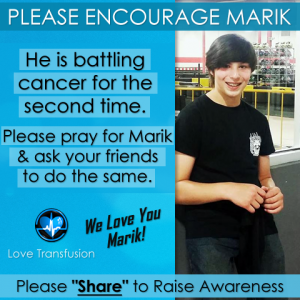 PLEASE ENCOURAGE MARIK
He is battling
cancer for the
second time.
Please pray for Marik
& ask your friends
to do the same.
We Love You
Marik!
Love Transfusion
Please "Share" to Raise Awareness